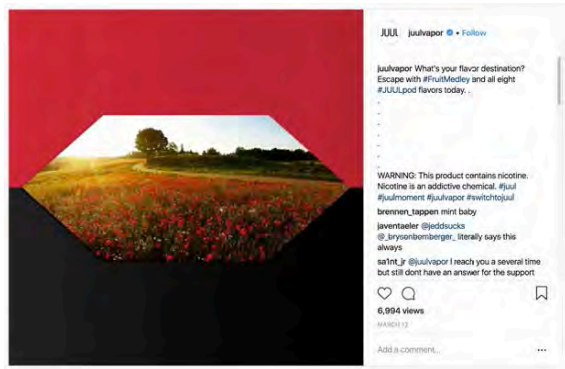 JUUL juulvapor • Follow
juulvapor What's your flavor destination?
Escape with #FruitMedley and all eight
#JUULpod flavors today. .
.
.
.
.
.
.
WARNING: This product contains nicotine.
Nicotine is an addictive chemical. #juul
#juulmoment #juulvapor #switchtojuul
brennen_tappen mint baby
javentaeler @jeddsucks
@_brysonbomberger_ literally says this
always
sa1nt_jr @juulvapor I reach you a several time
but still dont have an answer for the support
6,994 views
MARCH 13
Add a comment...